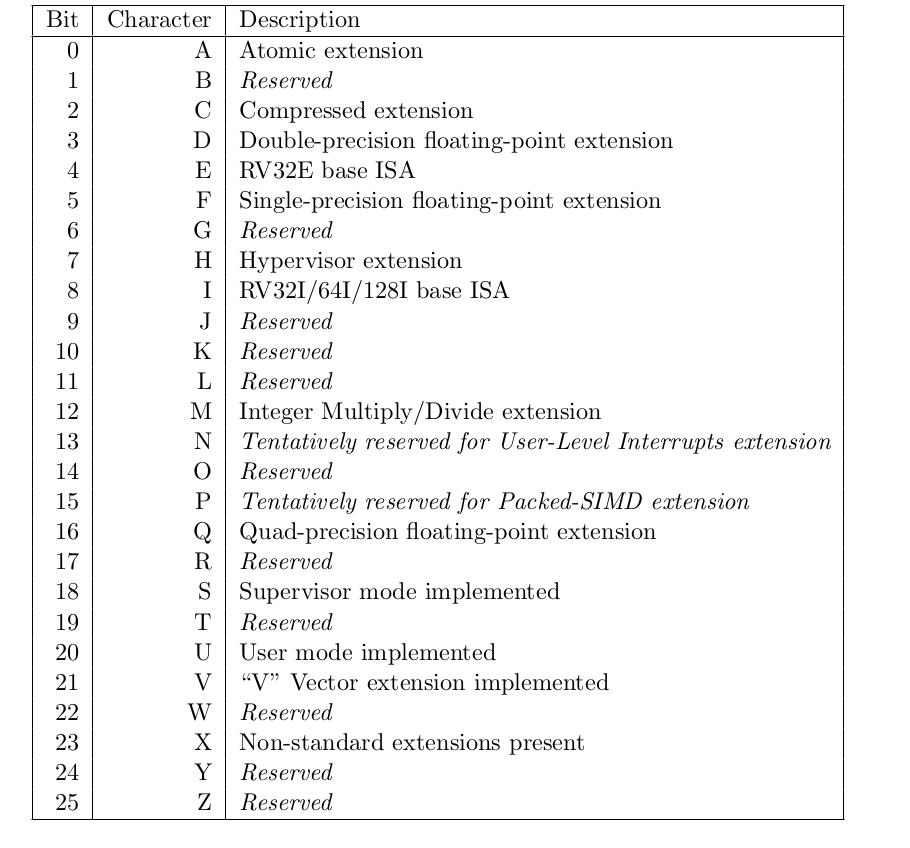 Bit Character Description
0 A Atomic extension
1 B Reserved
2 C Compressed extension
3 D Double-precision floating-point extension
4 E RV32E base ISA
5 F Single-precision floating-point extension
6 G Reserved
7 H Hypervisor extension
8 I RV32I/64I/128I base ISA
9 J Reserved
10 K Reserved
11 L Reserved
12 M Integer Multiply/Divide extension
13 N Tentatively reserved for User-Level Interrupts extension
14 O Reserved
15 P Tentatively reserved for Packed-SIMD extension
16 Q Quad-precision floating-point extension
17 R Reserved
18 S Supervisor mode implemented
19 T Reserved
20 U User mode implemented
21 V “V” Vector extension implemented
22 W Reserved
23 X Non-standard extensions present
24 Y Reserved
25 Z Reserved